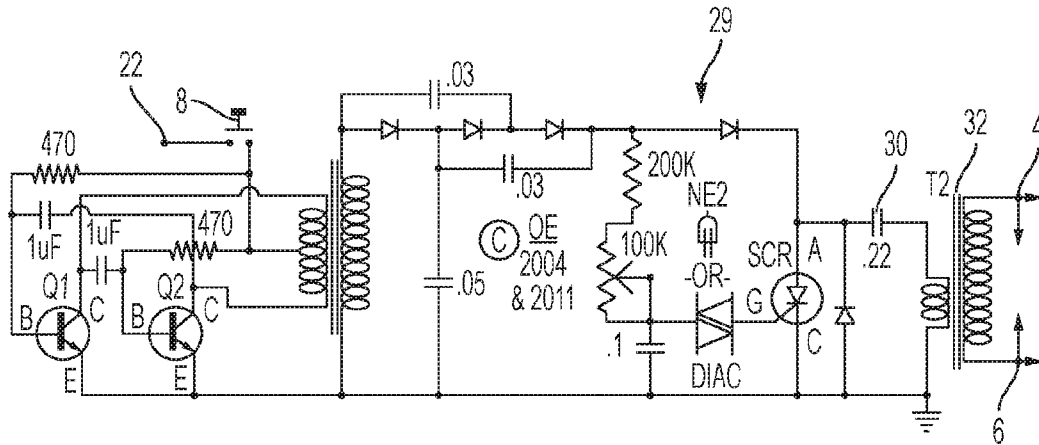 29
.03
22
8
30
32
4
470
200K
NE2
T2
.03
1uF
1uF
470
C
OE
2004
& 2011
100K
-OR-
SCR
A
.22
.05
Q1
C
Q2
C
G
B
B
.1
C
E
E
DIAC
6